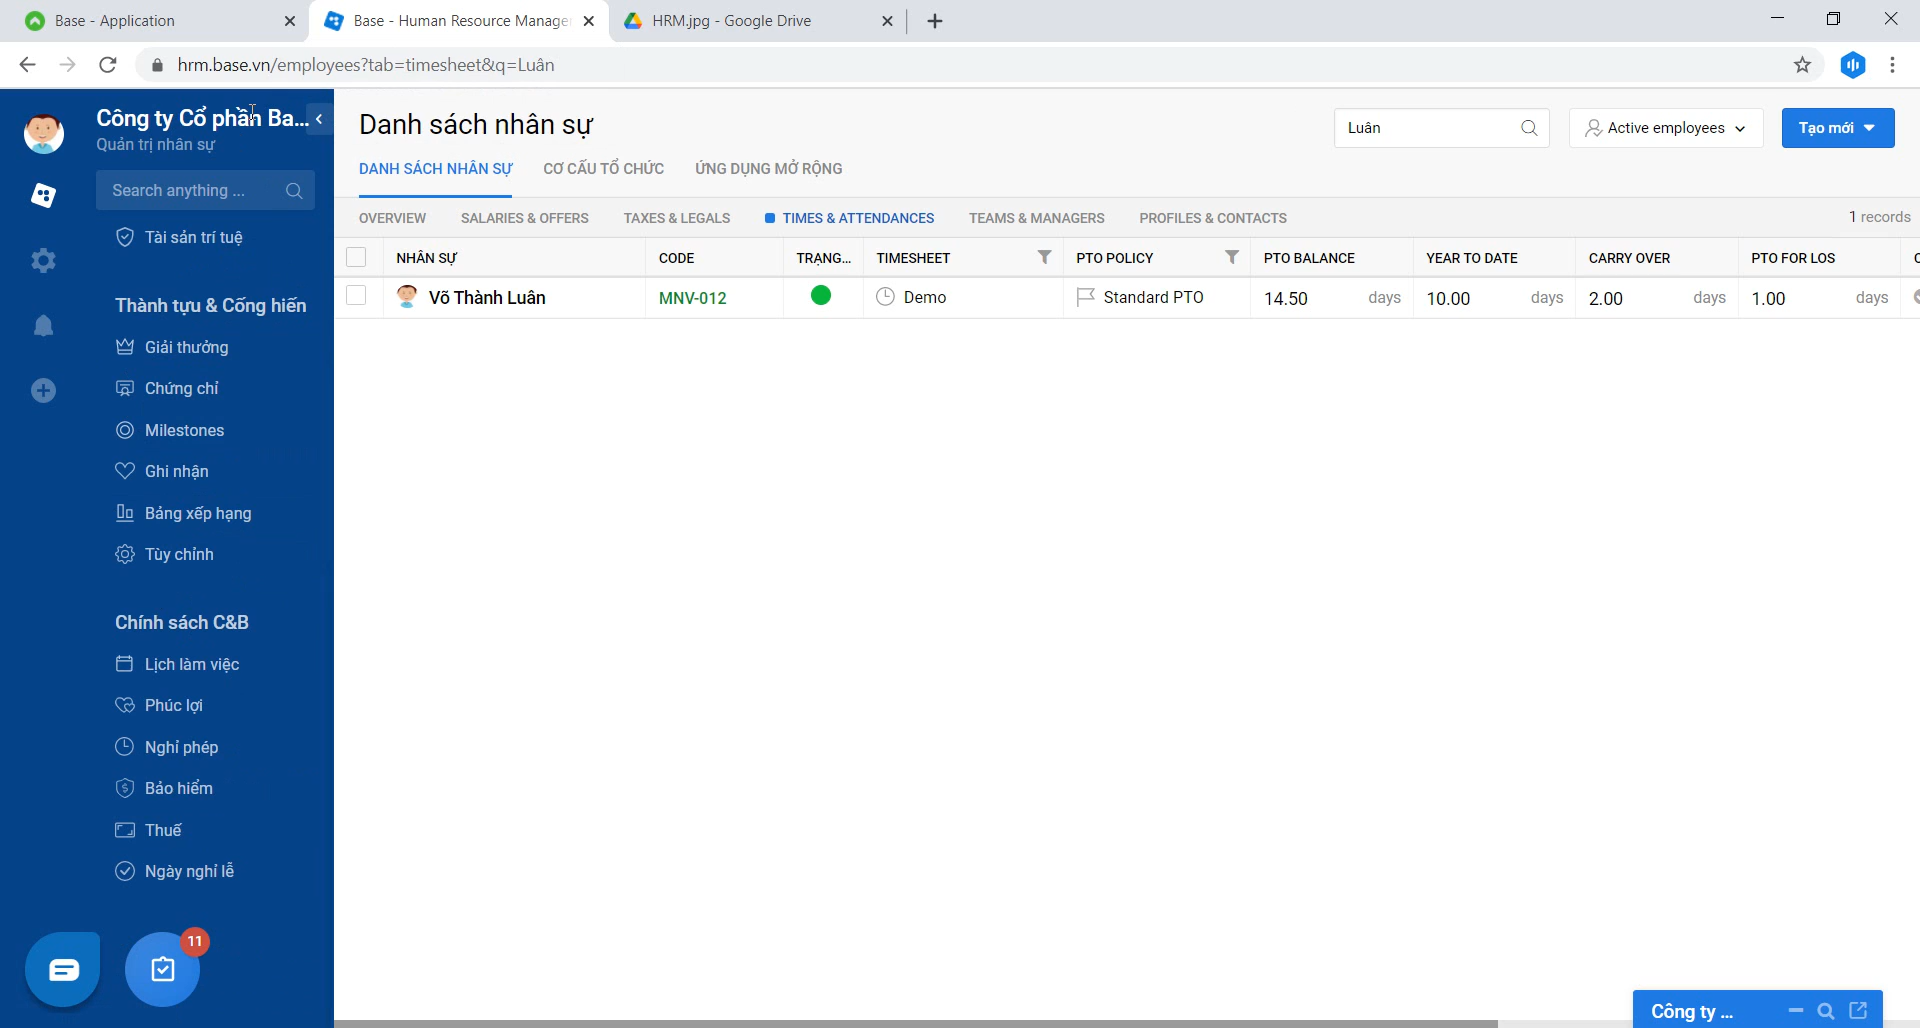 Base - Application
Base - Human Resource Manage
HRM.jpg - Google Drive
hrm.base.vn/employees?tab=timesheet&q=Luân
Công ty Cổ phần Ba...
Quản trị nhân sự
Search anything ...
Tài sản trí tuệ
Thành tựu & Cống hiến
Giải thưởng
Chứng chỉ
Milestones
Ghi nhận
Bảng xếp hạng
Tùy chỉnh
Chính sách C&B
Lịch làm việc
Phúc lợi
Nghỉ phép
Bảo hiểm
Thuế
Ngày nghỉ lễ
11
Danh sách nhân sự
Luân
Active employees
Tạo mới
DANH SÁCH NHÂN SỰ CƠ CẤU TỔ CHỨC ỨNG DỤNG MỞ RỘNG
OVERVIEW SALARIES & OFFERS TAXES & LEGALS TIMES & ATTENDANCES TEAMS & MANAGERS PROFILES & CONTACTS 1 records
NHÂN SỰ CODE TRẠNG... TIMESHEET PTO POLICY PTO BALANCE YEAR TO DATE CARRY OVER PTO FOR LOS
Võ Thành Luân MNV-012 Demo Standard PTO 14.50 days 10.00 days 2.00 days 1.00 days
Công ty ...